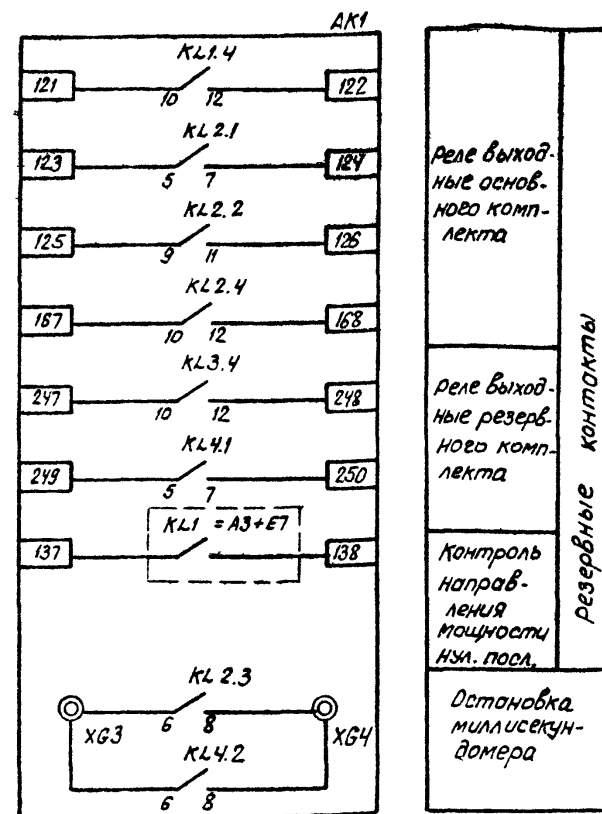 АК1
KL1.4
121 10 12 122
KL2.1
123 5 7 124
KL2.2
125 9 11 126
KL2.4
167 10 12 168
KL3.4
247 10 12 248
KL4.1
249 5 7 250
KL1 = A3+E7
137 138
KL2.3
XG3 6 8 XG4
KL4.2
6 8
Реле выход-
ные основ-
ного комп-
лекта
Реле выход-
ные резерв-
ного комп-
лекта
Контроль
направ-
ления
мощности
нул. посл.
Резервные контакты
Остановка
миллисекун-
домера